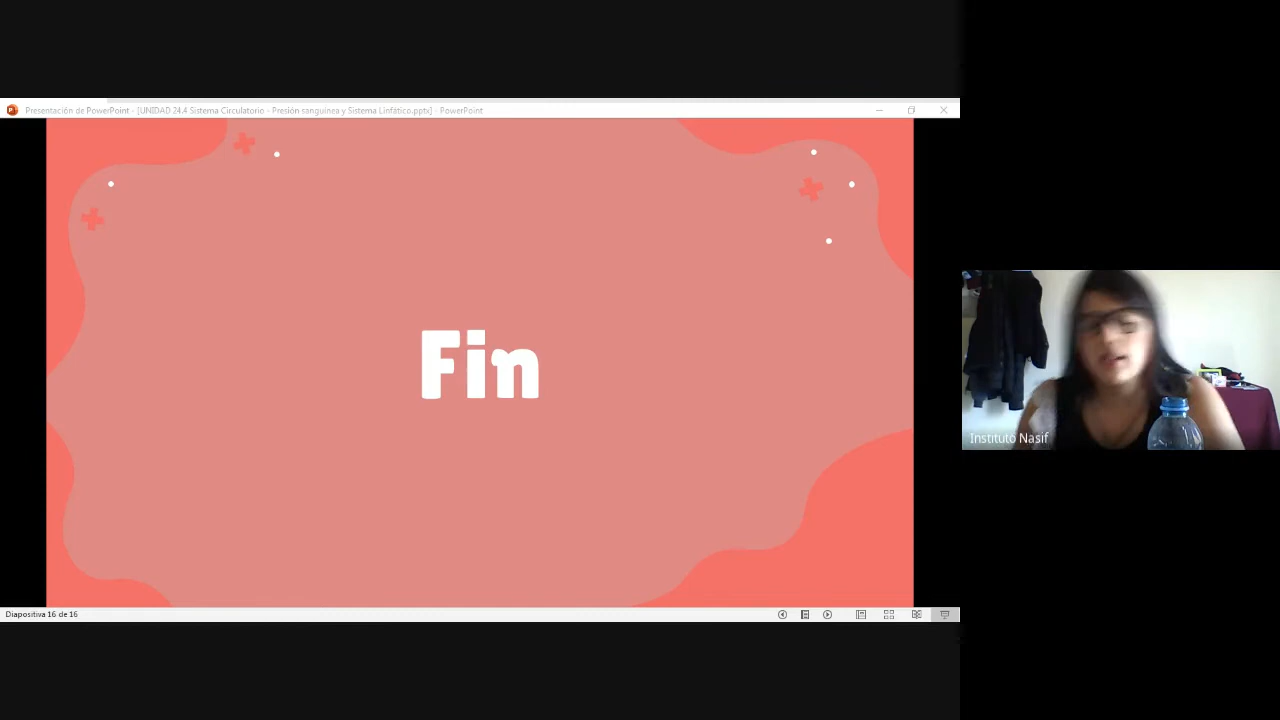 Presentación de PowerPoint - [UNIDAD 24.4 Sistema Circulatorio - Presión sanguínea y Sistema Linfático.pptx] - PowerPoint
Fin
Instituto Nasif
Diapositiva 16 de 16